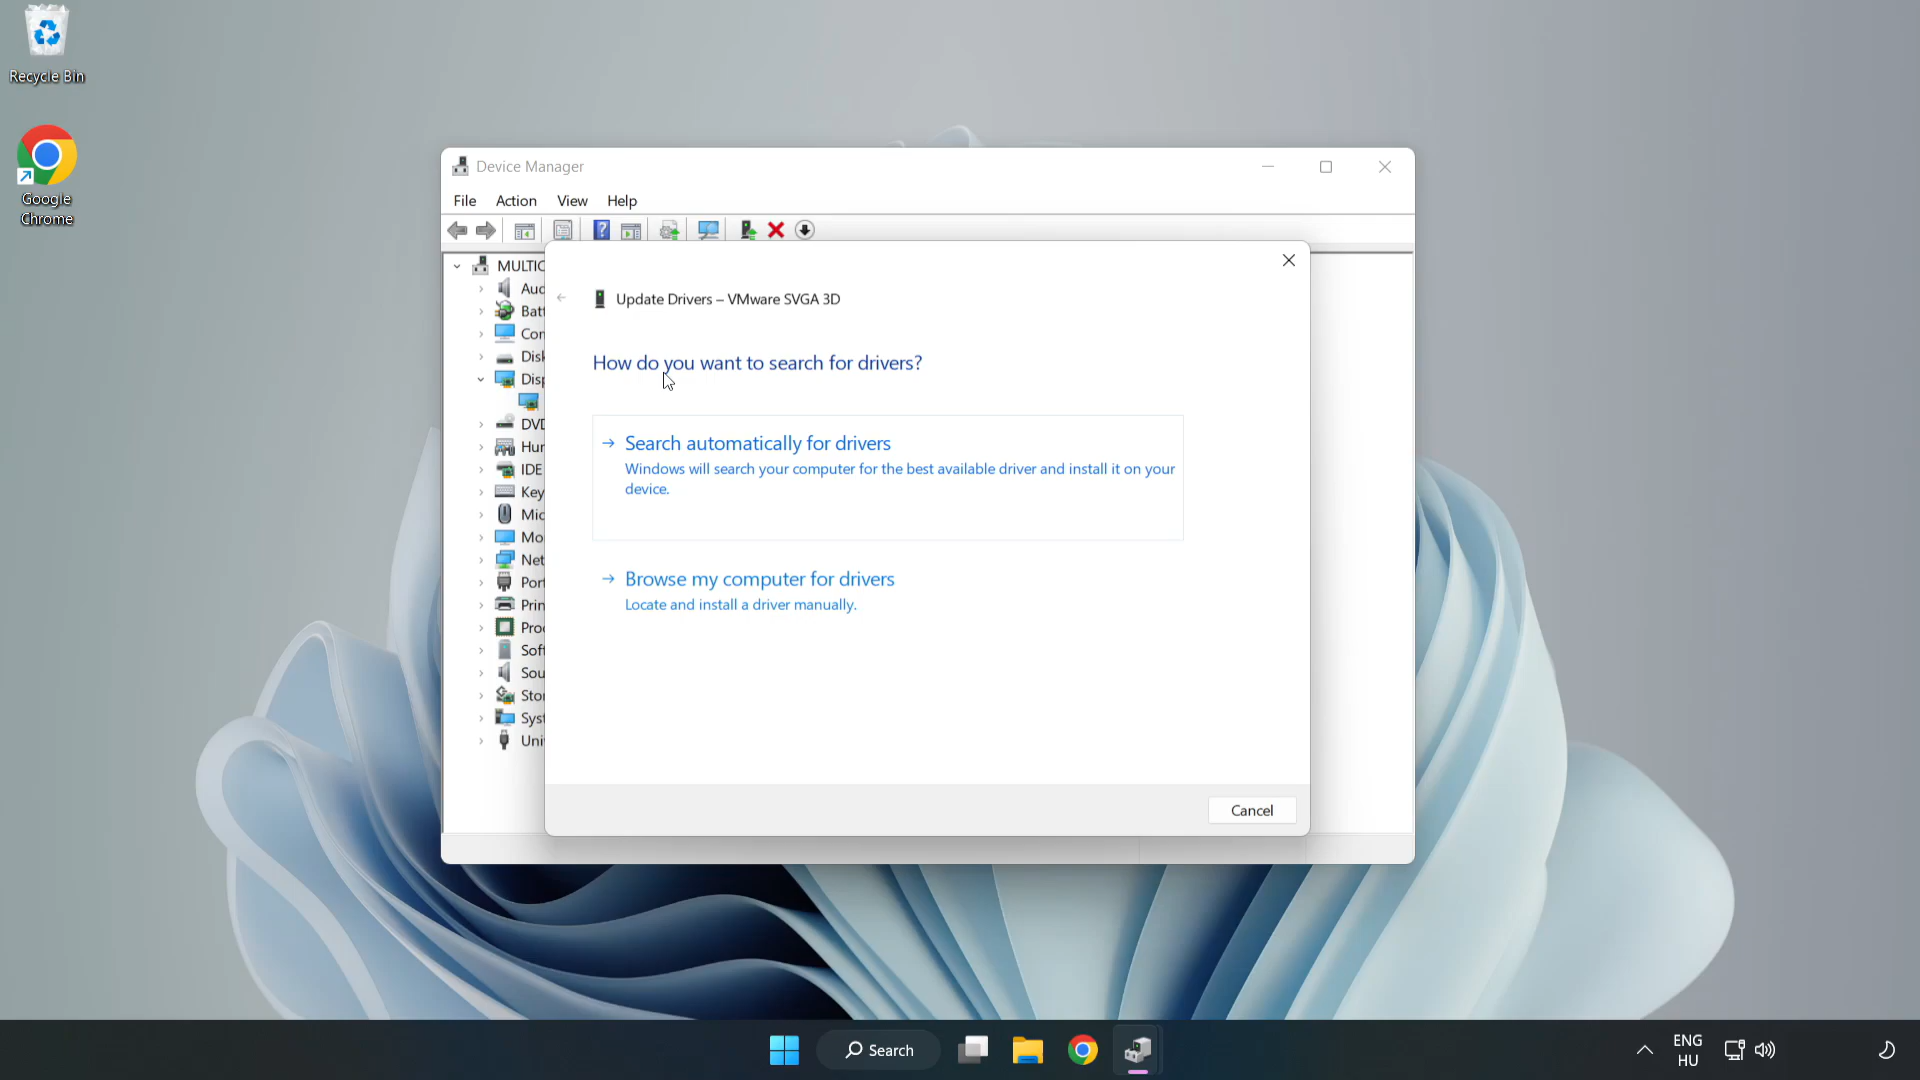 Recycle Bin
Google
Chrome
Device Manager
File Action View Help
Update Drivers – VMware SVGA 3D
How do you want to search for drivers?
Search automatically for drivers
Windows will search your computer for the best available driver and install it on your
device.
Browse my computer for drivers
Locate and install a driver manually.
Cancel
MULTIC
Aud
Batt
Con
Disk
Disp
DVD
Hun
IDE
Key
Mic
Mo
Net
Port
Prin
Proc
Soft
Sou
Stor
Syst
Uni
Search
ENG
HU